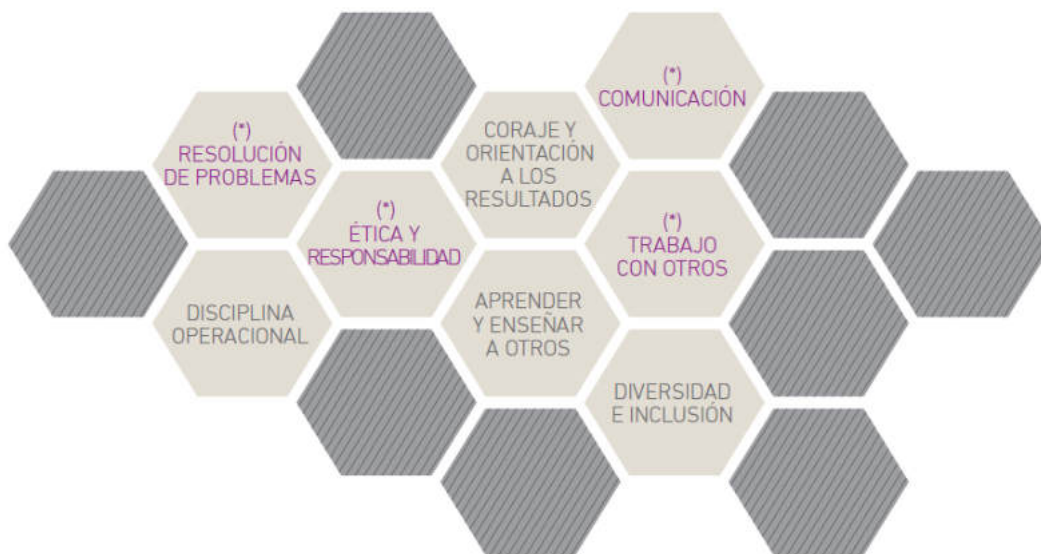 (*)
COMUNICACIÓN
(*)
RESOLUCIÓN
DE PROBLEMAS
CORAJE Y
ORIENTACIÓN
A LOS
RESULTADOS
(*)
ÉTICA Y
RESPONSABILIDAD
(*)
TRABAJO
CON OTROS
DISCIPLINA
OPERACIONAL
APRENDER
Y ENSEÑAR
A OTROS
DIVERSIDAD
E INCLUSIÓN